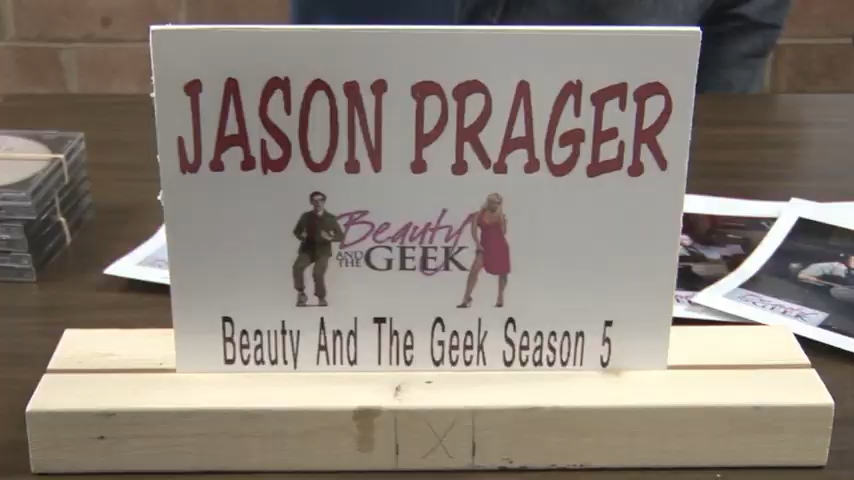 JASON PRAGER
Beauty
AND THE
GEEK
Beauty And The Geek Season 5
X